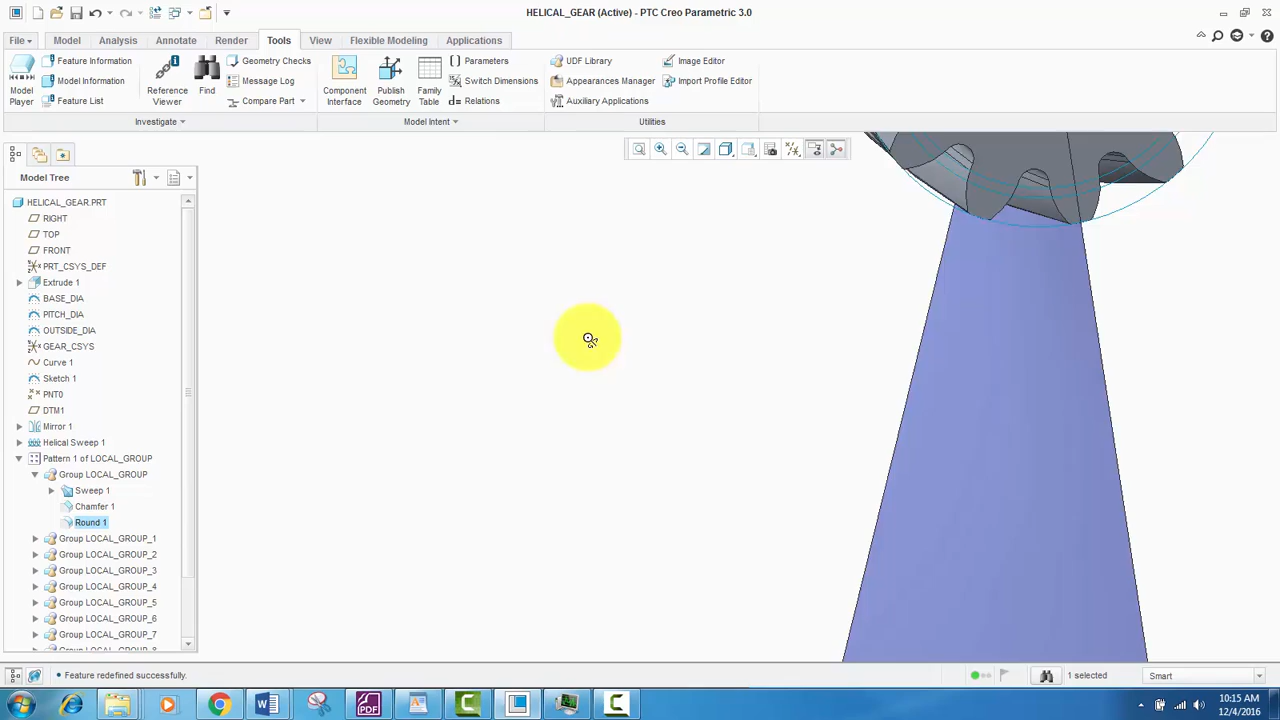 HELICAL_GEAR (Active) - PTC Creo Parametric 3.0
File Model Analysis Annotate Render Tools View Flexible Modeling Applications
Model Player
Feature Information
Model Information
Feature List
Reference Viewer
Find
Geometry Checks
Message Log
Compare Part
Investigate
Component Interface
Publish Geometry
Family Table
Parameters
Switch Dimensions
Relations
Model Intent
UDF Library
Appearances Manager
Auxiliary Applications
Image Editor
Import Profile Editor
Utilities
Model Tree
HELICAL_GEAR.PRT
RIGHT
TOP
FRONT
PRT_CSYS_DEF
Extrude 1
BASE_DIA
PITCH_DIA
OUTSIDE_DIA
GEAR_CSYS
Curve 1
Sketch 1
PNT0
DTM1
Mirror 1
Helical Sweep 1
Pattern 1 of LOCAL_GROUP
Group LOCAL_GROUP
Sweep 1
Chamfer 1
Round 1
Group LOCAL_GROUP_1
Group LOCAL_GROUP_2
Group LOCAL_GROUP_3
Group LOCAL_GROUP_4
Group LOCAL_GROUP_5
Group LOCAL_GROUP_6
Group LOCAL_GROUP_7
• Feature redefined successfully.
1 selected
Smart
10:15 AM
12/4/2016